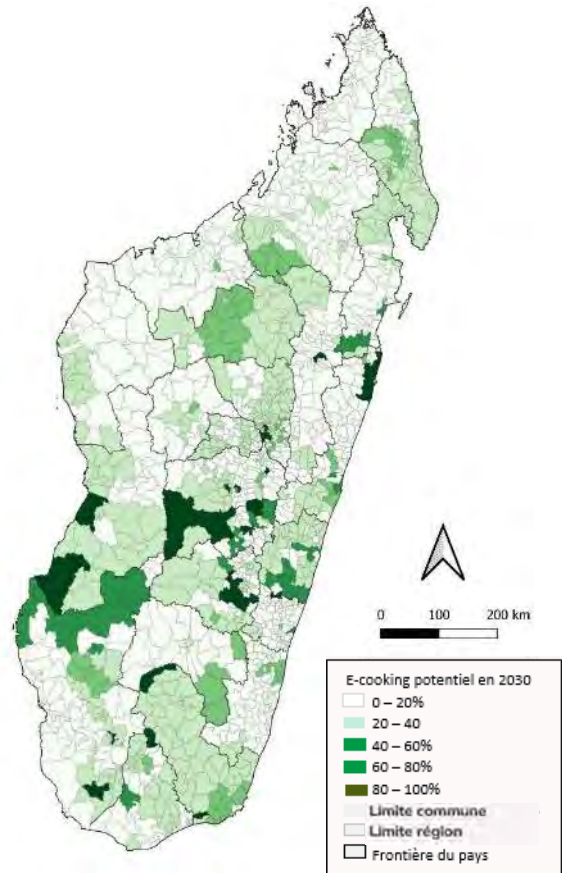 0 100 200 km
E-cooking potentiel en 2030
0 – 20%
20 – 40
40 – 60%
60 – 80%
80 – 100%
Limite commune
Limite région
Frontière du pays